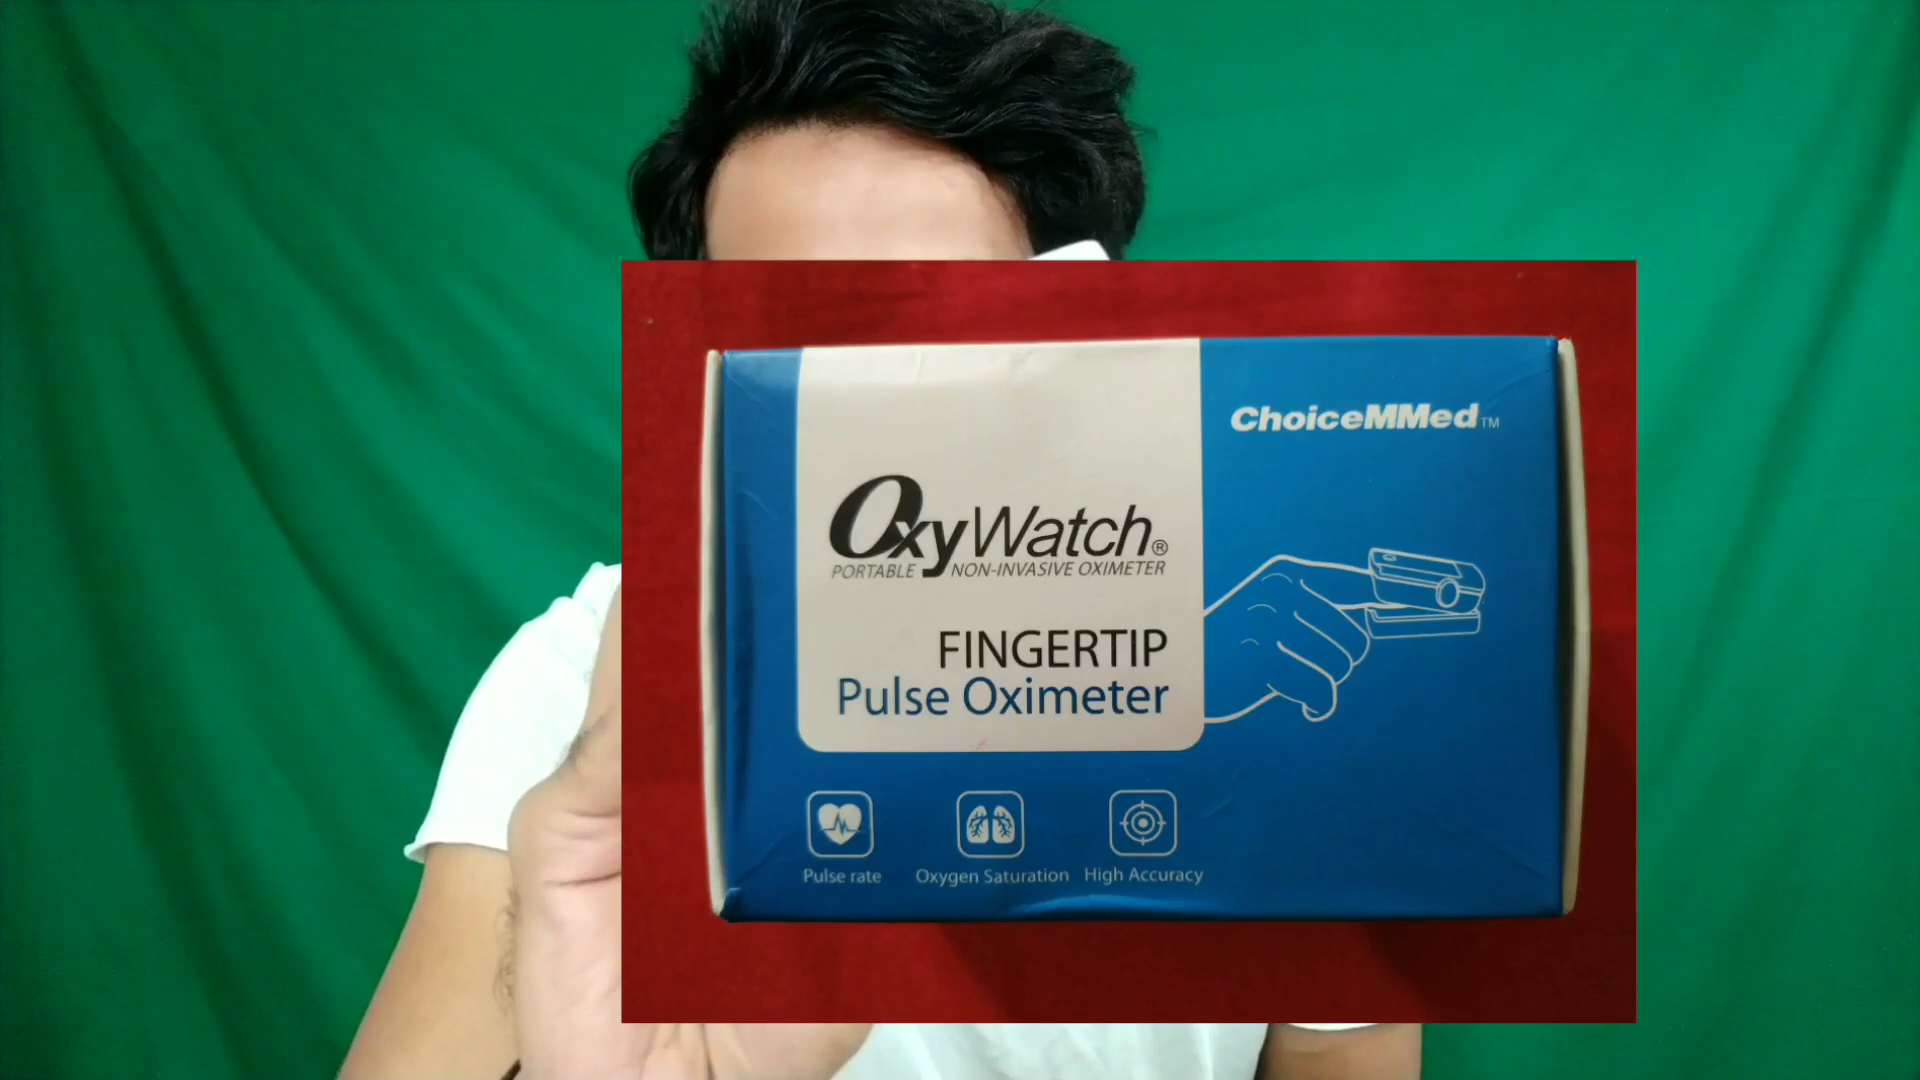 ChoiceMMed™
OxyWatch®
PORTABLE NON-INVASIVE OXIMETER
FINGERTIP
Pulse Oximeter
Pulse rate
Oxygen Saturation
High Accuracy